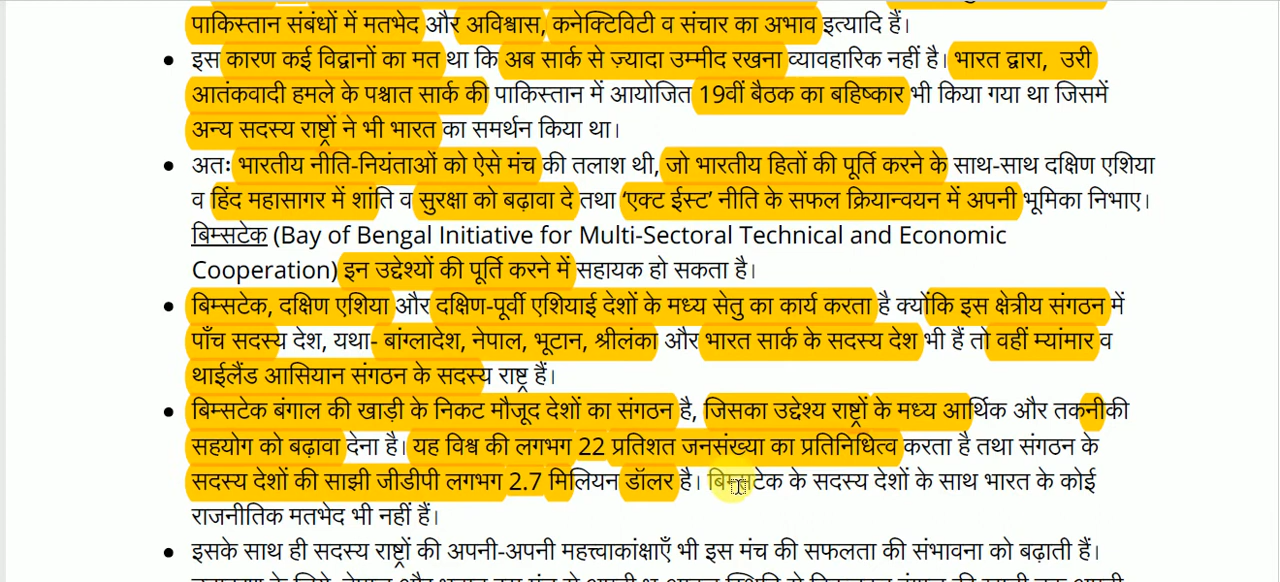 पाकिस्तान संबंधों में मतभेद और अविश्वास, कनेक्टिविटी व संचार का अभाव इत्यादि हैं।
• इस कारण कई विद्वानों का मत था कि अब सार्क से ज़्यादा उम्मीद रखना व्यावहारिक नहीं है। भारत द्वारा, उरी
आतंकवादी हमले के पश्चात सार्क की पाकिस्तान में आयोजित 19वीं बैठक का बहिष्कार भी किया गया था जिसमें
अन्य सदस्य राष्ट्रों ने भी भारत का समर्थन किया था।
• अतः भारतीय नीति-नियंताओं को ऐसे मंच की तलाश थी, जो भारतीय हितों की पूर्ति करने के साथ-साथ दक्षिण एशिया
व हिंद महासागर में शांति व सुरक्षा को बढ़ावा दे तथा ‘एक्ट ईस्ट’ नीति के सफल क्रियान्वयन में अपनी भूमिका निभाए।
बिम्सटेक (Bay of Bengal Initiative for Multi-Sectoral Technical and Economic
Cooperation) इन उद्देश्यों की पूर्ति करने में सहायक हो सकता है।
• बिम्सटेक, दक्षिण एशिया और दक्षिण-पूर्वी एशियाई देशों के मध्य सेतु का कार्य करता है क्योंकि इस क्षेत्रीय संगठन में
पाँच सदस्य देश, यथा- बांग्लादेश, नेपाल, भूटान, श्रीलंका और भारत सार्क के सदस्य देश भी हैं तो वहीं म्यांमार व
थाईलैंड आसियान संगठन के सदस्य राष्ट्र हैं।
• बिम्सटेक बंगाल की खाड़ी के निकट मौजूद देशों का संगठन है, जिसका उद्देश्य राष्ट्रों के मध्य आर्थिक और तकनीकी
सहयोग को बढ़ावा देना है। यह विश्व की लगभग 22 प्रतिशत जनसंख्या का प्रतिनिधित्व करता है तथा संगठन के
सदस्य देशों की साझी जीडीपी लगभग 2.7 मिलियन डॉलर है। बिम्सटेक के सदस्य देशों के साथ भारत के कोई
राजनीतिक मतभेद भी नहीं हैं।
• इसके साथ ही सदस्य राष्ट्रों की अपनी-अपनी महत्त्वाकांक्षाएँ भी इस मंच की सफलता की संभावना को बढ़ाती हैं।